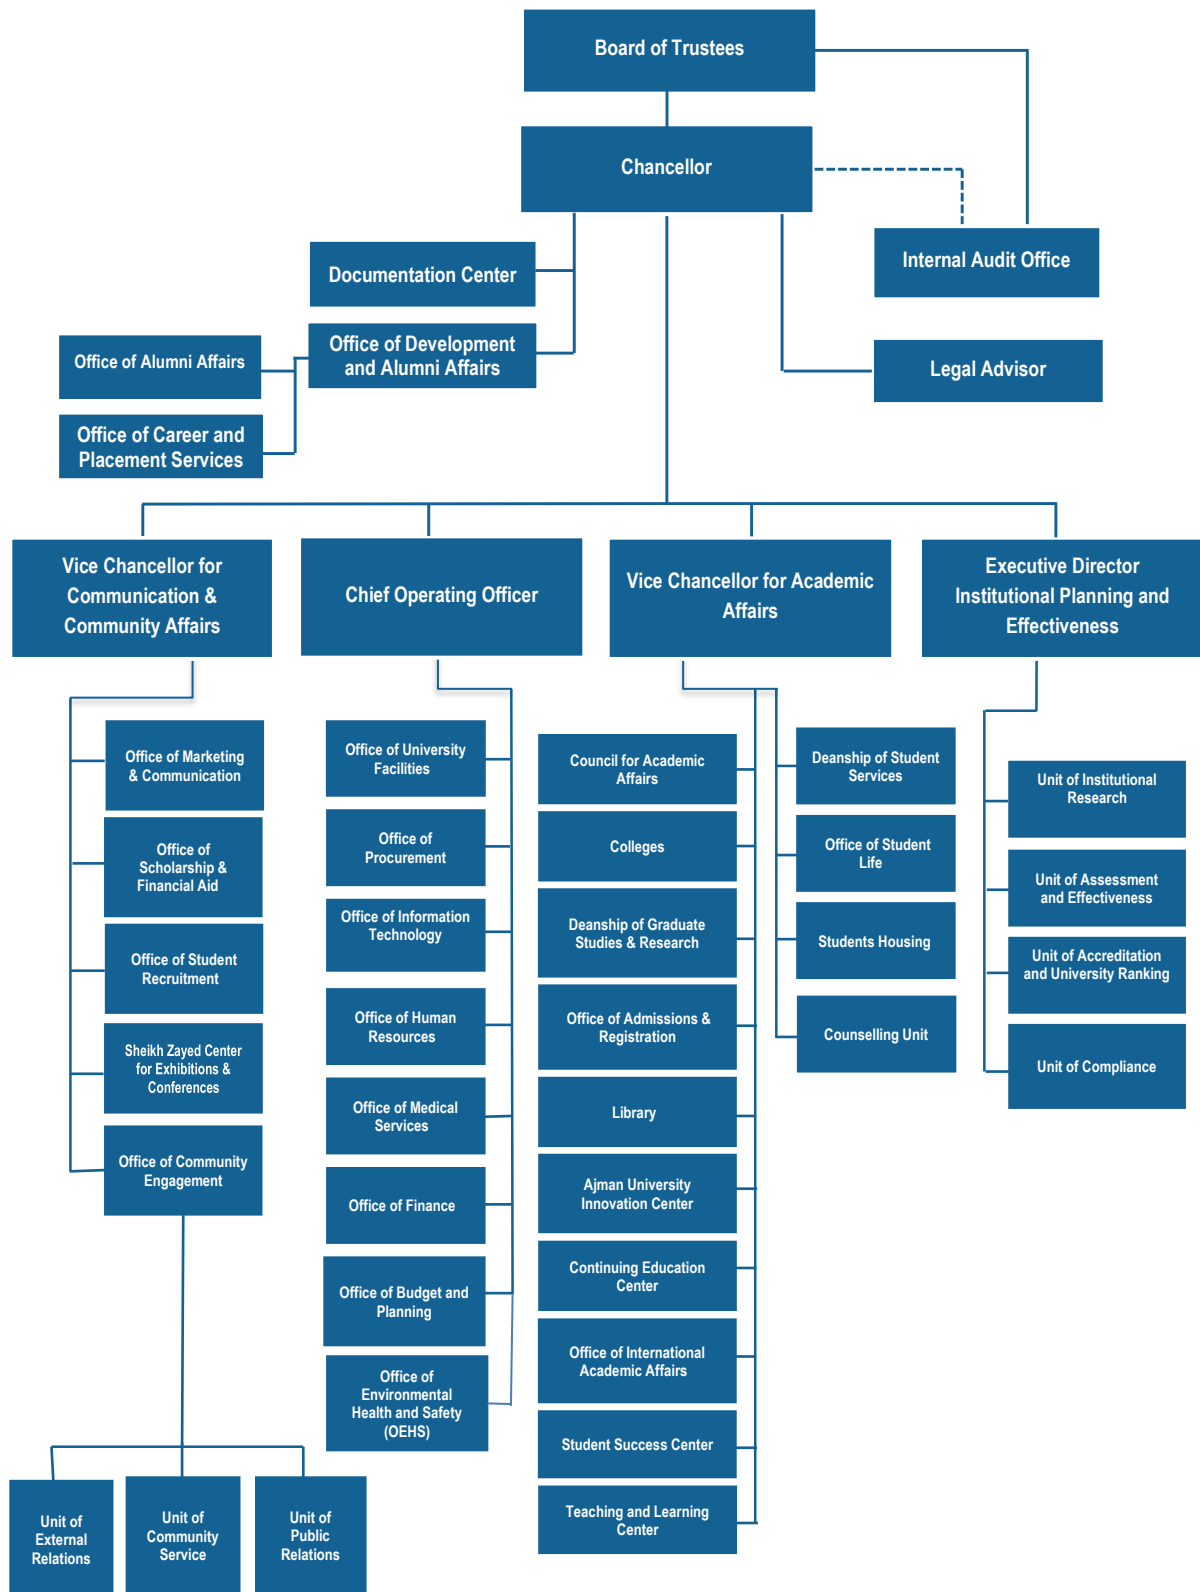 Board of Trustees
Chancellor
Internal Audit Office
Documentation Center
Office of Development
and Alumni Affairs
Office of Alumni Affairs
Legal Advisor
Office of Career and
Placement Services
Vice Chancellor for
Communication &
Community Affairs
Chief Operating Officer
Vice Chancellor for Academic
Affairs
Executive Director
Institutional Planning and
Effectiveness
Office of Marketing
& Communication
Office of
Scholarship &
Financial Aid
Office of Student
Recruitment
Sheikh Zayed Center
for Exhibitions &
Conferences
Office of Community
Engagement
Unit of
External
Relations
Unit of
Community
Service
Unit of
Public
Relations
Office of University
Facilities
Office of
Procurement
Office of Information
Technology
Office of Human
Resources
Office of Medical
Services
Office of Finance
Office of Budget and
Planning
Office of
Environmental
Health and Safety
(OEHS)
Council for Academic
Affairs
Colleges
Deanship of Graduate
Studies & Research
Office of Admissions &
Registration
Library
Ajman University
Innovation Center
Continuing Education
Center
Office of International
Academic Affairs
Student Success Center
Teaching and Learning
Center
Deanship of Student
Services
Office of Student
Life
Students Housing
Counselling Unit
Unit of Institutional
Research
Unit of Assessment
and Effectiveness
Unit of Accreditation
and University Ranking
Unit of Compliance